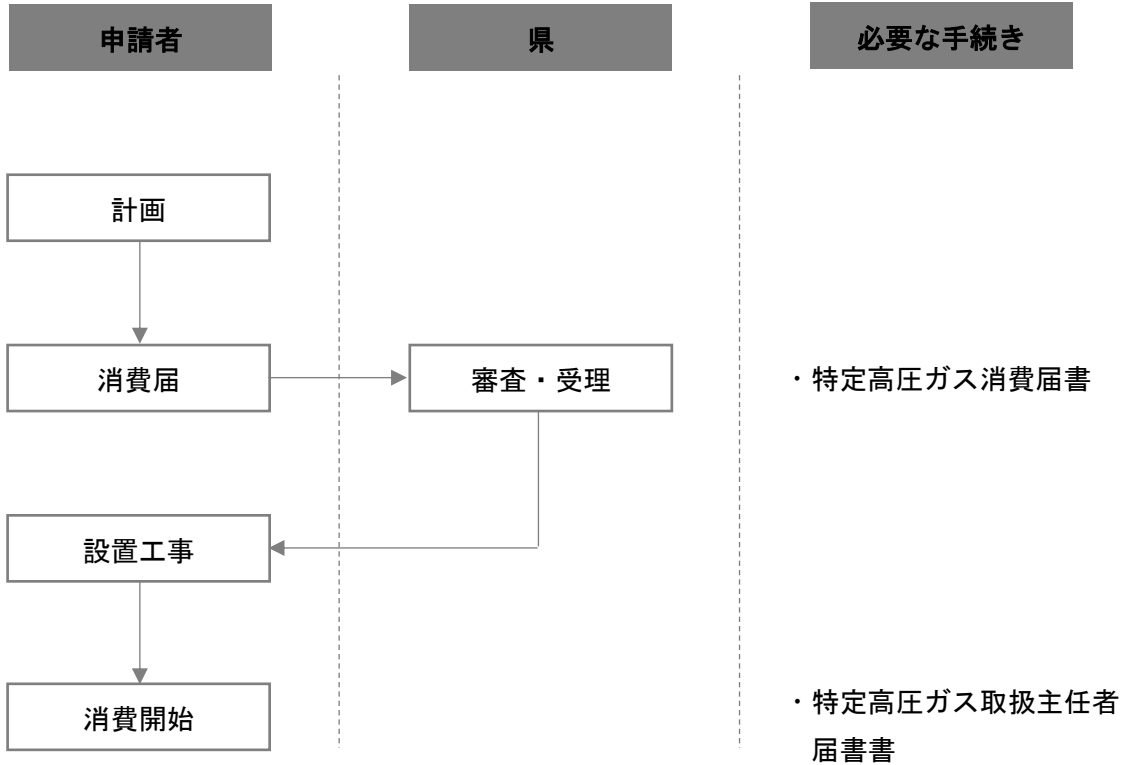 申請者
県
必要な手続き
計画
消費届
審査・受理
・特定高圧ガス消費届書
設置工事
消費開始
・特定高圧ガス取扱主任者
届書書